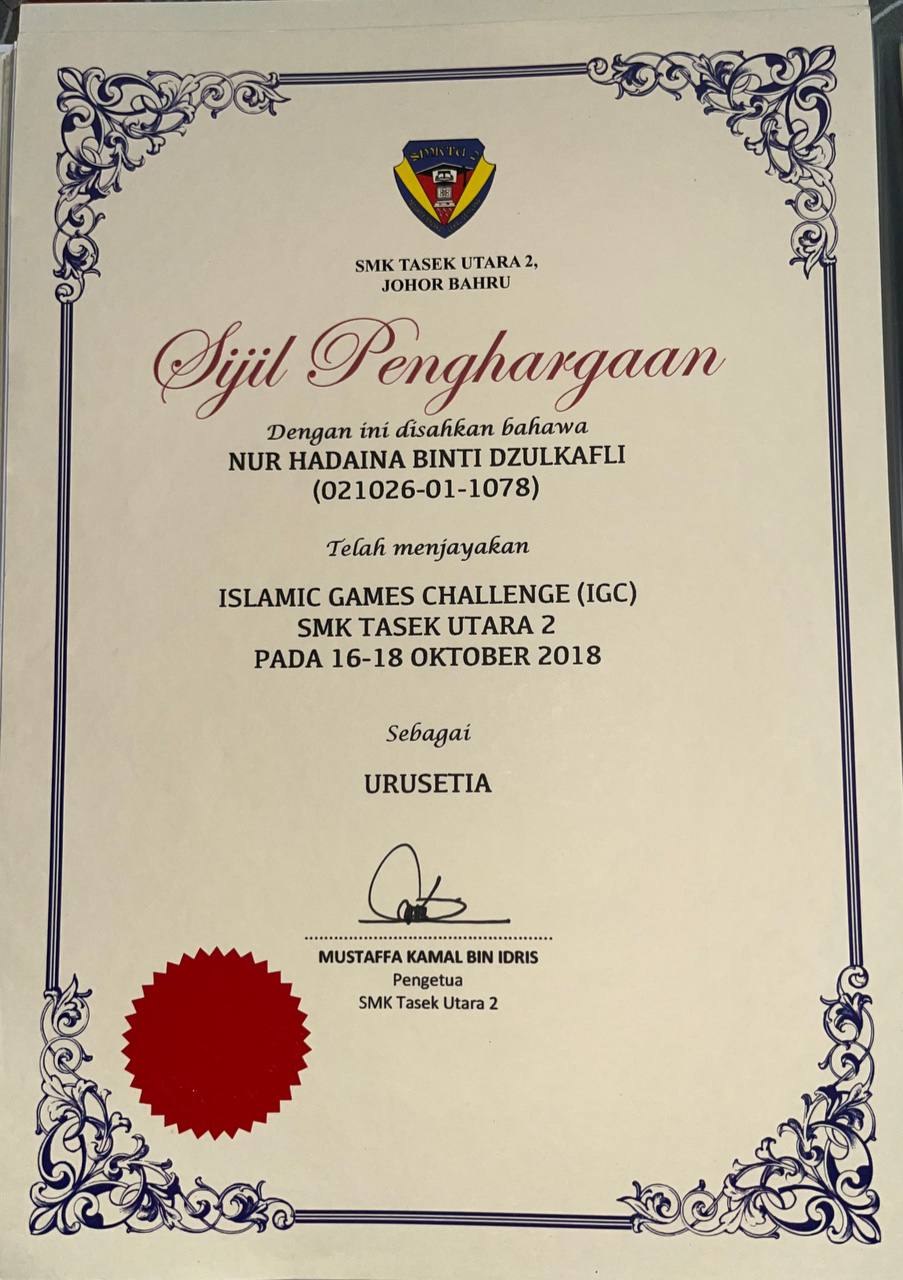 SMKTU 2
SMK TASEK UTARA 2,
JOHOR BAHRU
Sijil Penghargaan
Dengan ini disahkan bahawa
NUR HADAINA BINTI DZULKAFLI
(021026-01-1078)
Telah menjayakan
ISLAMIC GAMES CHALLENGE (IGC)
SMK TASEK UTARA 2
PADA 16-18 OKTOBER 2018
Sebagai
URUSETIA
MUSTAFFA KAMAL BIN IDRIS
Pengetua
SMK Tasek Utara 2